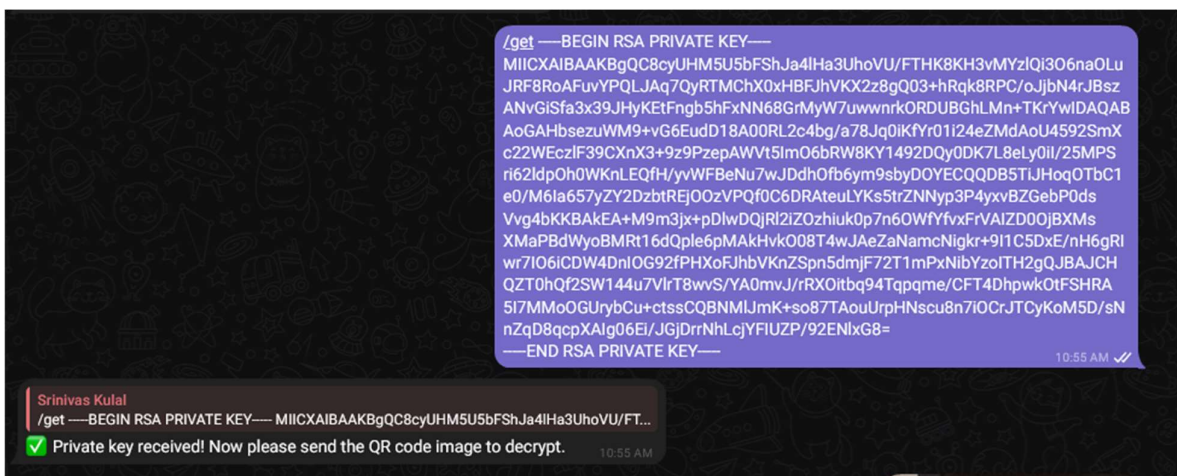 /get -----BEGIN RSA PRIVATE KEY-----
MIICXAIBAAKBgQC8cyUHM5U5bFShJa4lHa3UhoVU/FTHK8KH3vMYzlQi3O6naOLu
JRF8RoAFuvYPQLJAq7QyRTMChX0xHBFJhVKX2z8gQ03+hRqk8RPC/oJjbN4rJBsz
ANvGiSfa3x39JHyKEtFngb5hFxNN68GrMyW7uwwnrkORDUBGhLMn+TKrYwIDAQAB
AoGAHbsezuWM9+vG6EudD18A00RL2c4bg/a78Jq0iKfYr01i24eZMdAoU4592SmX
c22WEczlF39CXnX3+9z9PzepAWVt5ImO6bRW8KY1492DQy0DK7L8eLy0iI/25MPS
ri62ldpOh0WKnLEQfH/yvWFBeNu7wJDdhOfb6ym9sbyDOYECQQDB5TiJHoqOTbC1
e0/M6Ia657yZY2DzbtREjOOzVPQf0C6DRAteuLYKs5trZNNyp3P4yxvBZGebP0ds
Vvg4bKKBAkEA+M9m3jx+pDlwDQjRl2iZOzhiuk0p7n6OWfYfvxFrVAIZD0OjBXMs
XMaPBdWyoBMRt16dQple6pMAkHvkO08T4wJAeZaNamcNigkr+9I1C5DxE/nH6gRI
wr7IO6iCDW4DnIOG92fPHXoFJhbVKnZSpn5dmjF72T1mPxNibYzoITH2gQJBAJCH
QZT0hQf2SW144u7VlrT8wvS/YA0mvJ/rRXOitbq94Tqpqme/CFT4DhpwkOtFSHRA
5I7MMoOGUrybCu+ctssCQBNMlJmK+so87TAouUrpHNscu8n7iOCrJTCyKoM5D/sN
nZqD8qcpXAIg06Ei/JGjDrrNhLcjYFIUZP/92ENlxG8=
-----END RSA PRIVATE KEY-----
10:55 AM
Srinivas Kulal
/get -----BEGIN RSA PRIVATE KEY----- MIICXAIBAAKBgQC8cyUHM5U5bFShJa4lHa3UhoVU/FT...
Private key received! Now please send the QR code image to decrypt.
10:55 AM